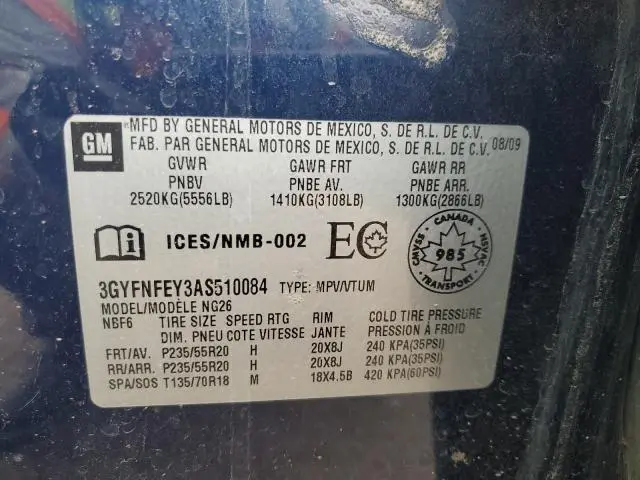 GM
MFD BY GENERAL MOTORS DE MEXICO, S. DE R.L. DE C.V.
FAB. PAR GENERAL MOTORS DE MEXICO, S. DE R.L. DE C.V. 08/09
GVWR GAWR FRT GAWR RR
PNBV PNBE AV. PNBE ARR.
2520KG(5556LB) 1410KG(3108LB) 1300KG(2866LB)
i ICES/NMB-002 EC CANADA CMVSS 985 NSVAC
3GYFNFEY3AS510084 TYPE: MPV/VTUM
MODEL/MODÈLE NG26
NBF6 TIRE SIZE SPEED RTG RIM COLD TIRE PRESSURE
DIM. PNEU COTE VITESSE JANTE PRESSION À FROID
FRT/AV. P235/55R20 H 20X8J 240 KPA(35PSI)
RR/ARR. P235/55R20 H 20X8J 240 KPA(35PSI)
SPA/SOS T135/70R18 M 18X4.5B 420 KPA(60PSI)